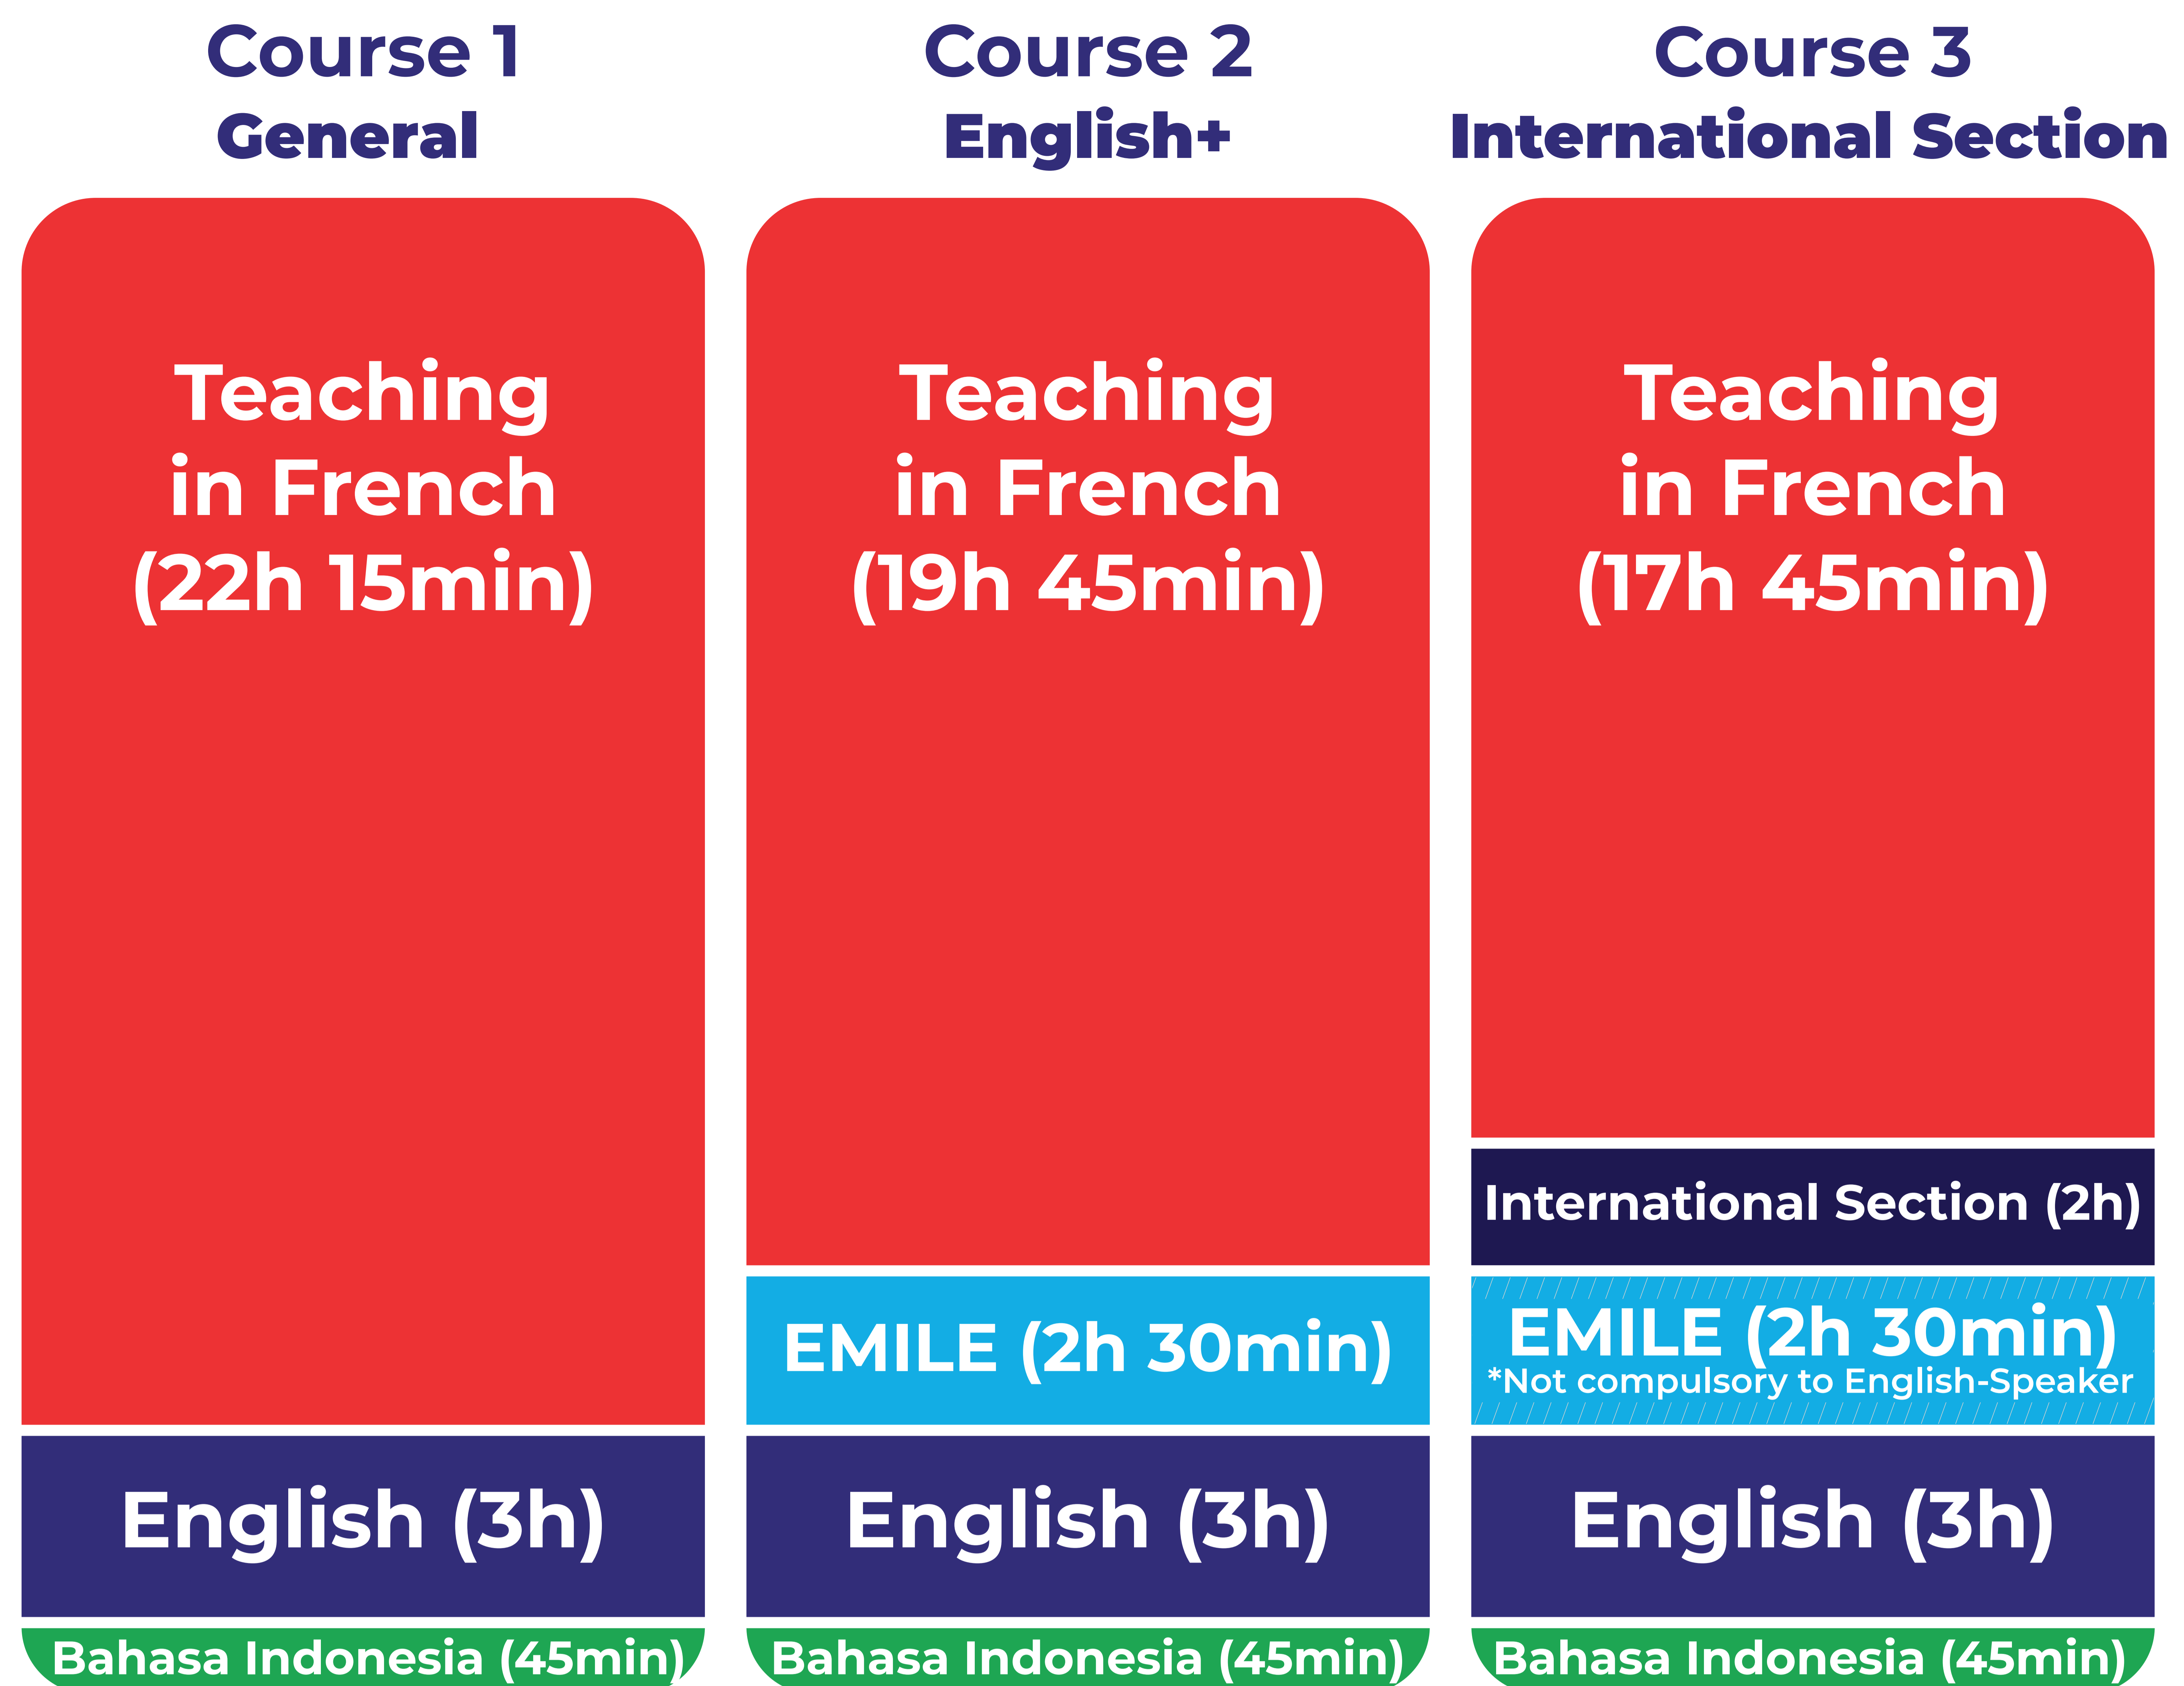 Course 1
General
Teaching
in French
(22h 15min)
English (3h)
Bahasa Indonesia (45min)
Course 2
English+
Teaching
in French
(19h 45min)
EMILE (2h 30min)
English (3h)
Bahasa Indonesia (45min)
Course 3
International Section
Teaching
in French
(17h 45min)
International Section (2h)
EMILE (2h 30min)
*Not compulsory to English-Speaker
English (3h)
Bahasa Indonesia (45min)